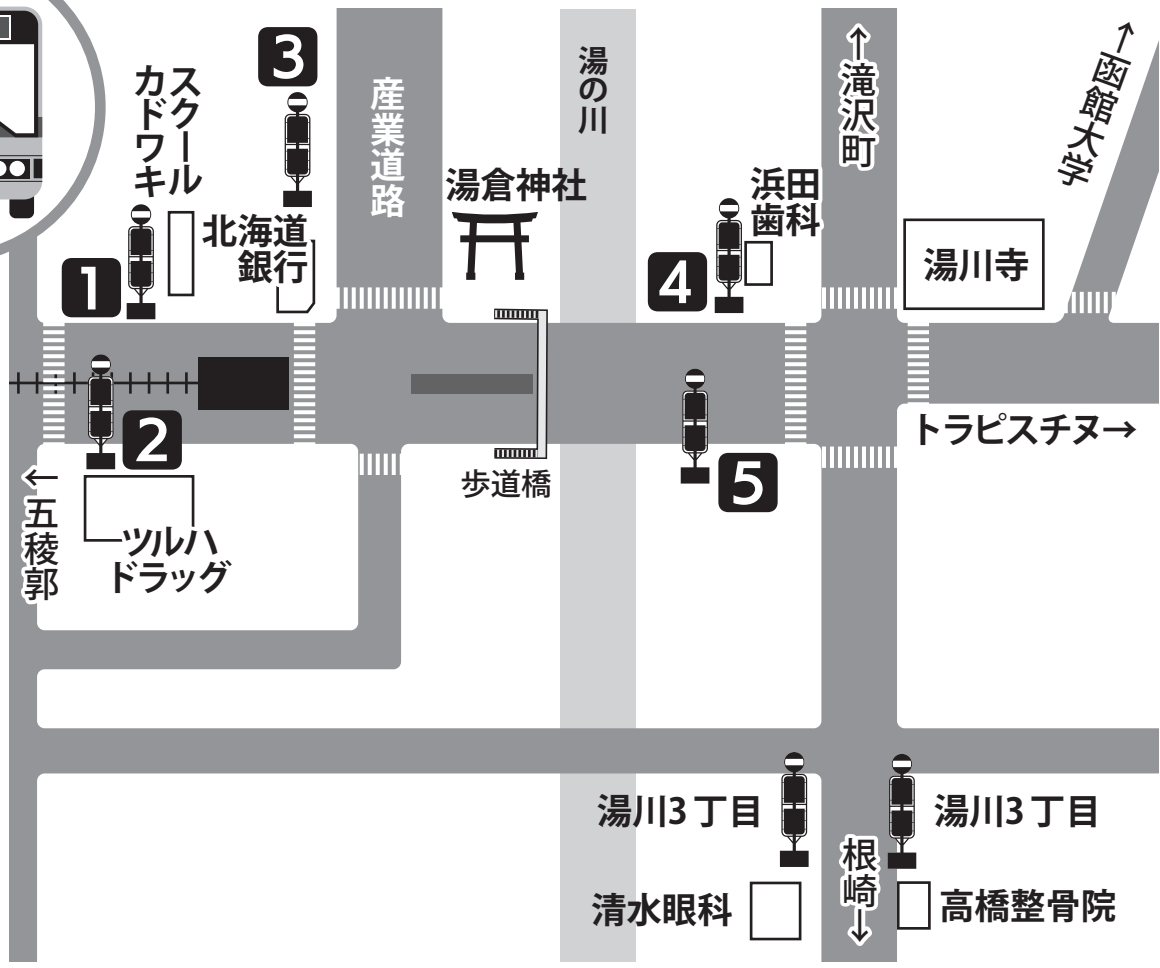 3
スクール
カドワキ
産業道路
湯の川
↑滝沢町
↑函館大学
湯倉神社
浜田
歯科
北海道
銀行
1
4
湯川寺
2
トラピスチヌ→
歩道橋
5
←五稜郭
ツルハ
ドラッグ
湯川3丁目
湯川3丁目
根崎→
清水眼科
高橋整骨院